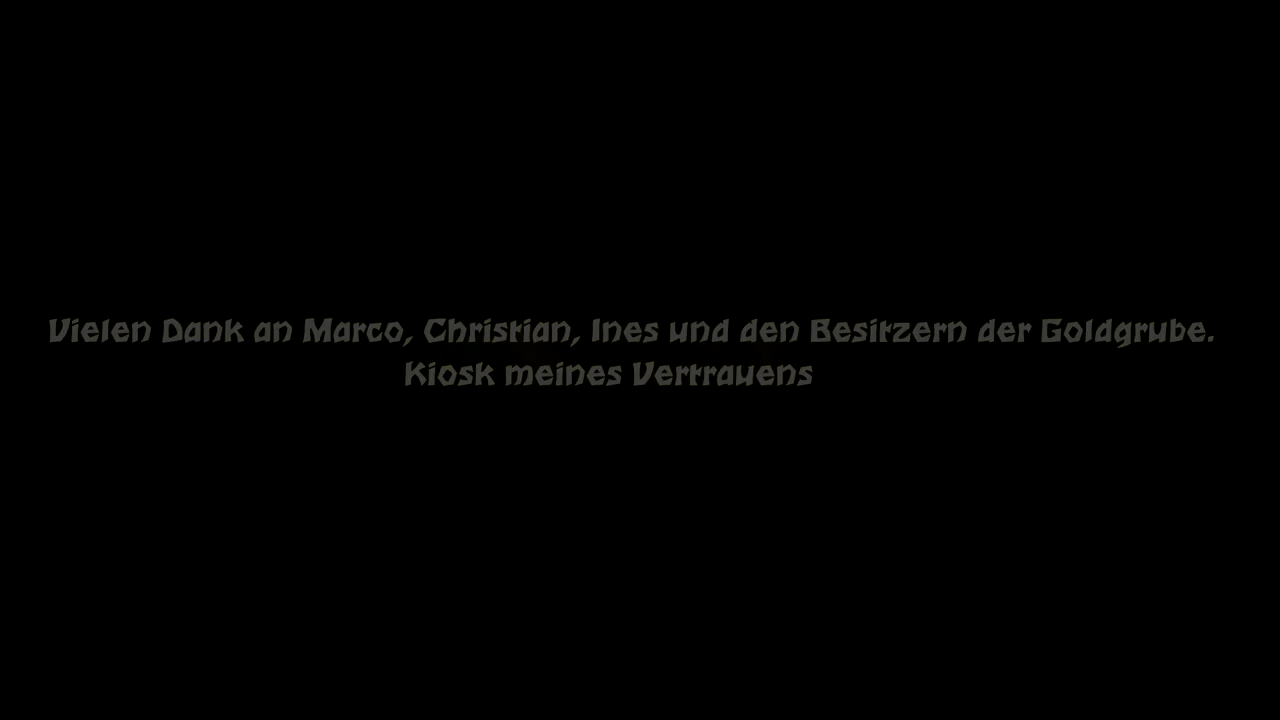 Vielen Dank an Marco, Christian, Ines und den Besitzern der Goldgrube.
Kiosk meines Vertrauens